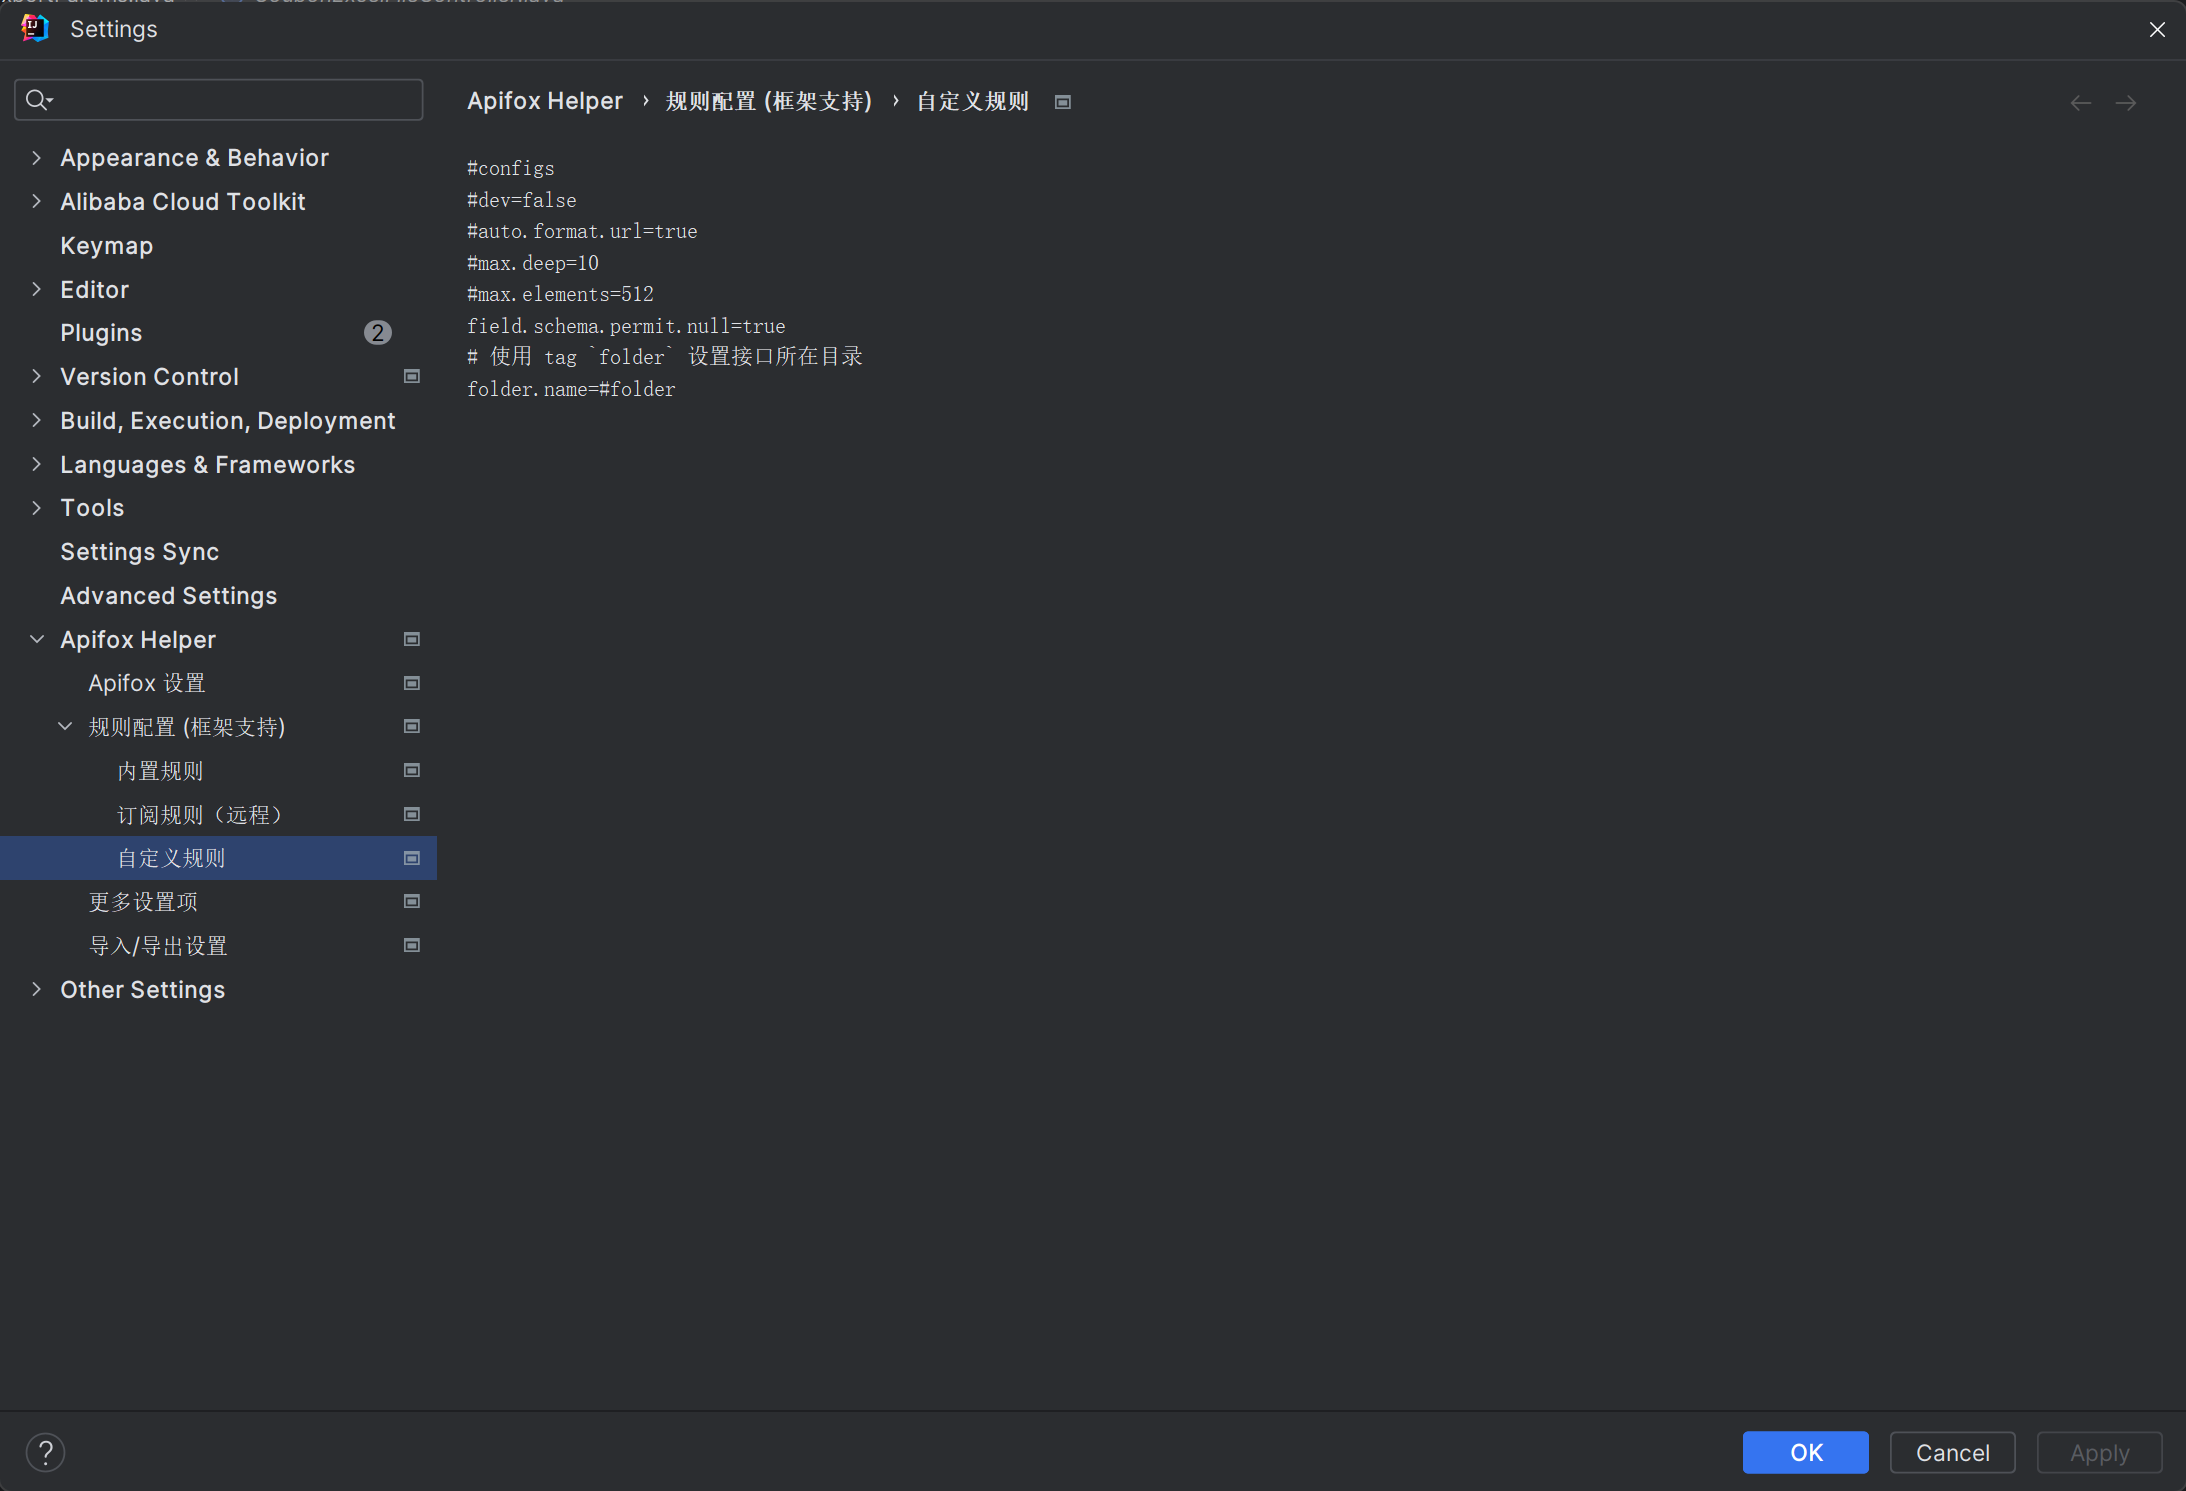 Settings
Apifox Helper › 规则配置 (框架支持) › 自定义规则
Appearance & Behavior
Alibaba Cloud Toolkit
Keymap
Editor
Plugins 2
Version Control
Build, Execution, Deployment
Languages & Frameworks
Tools
Settings Sync
Advanced Settings
Apifox Helper
Apifox 设置
规则配置 (框架支持)
内置规则
订阅规则（远程）
自定义规则
更多设置项
导入/导出设置
Other Settings
#configs
#dev=false
#auto.format.url=true
#max.deep=10
#max.elements=512
field.schema.permit.null=true
# 使用 tag `folder` 设置接口所在目录
folder.name=#folder
?
OK
Cancel
Apply